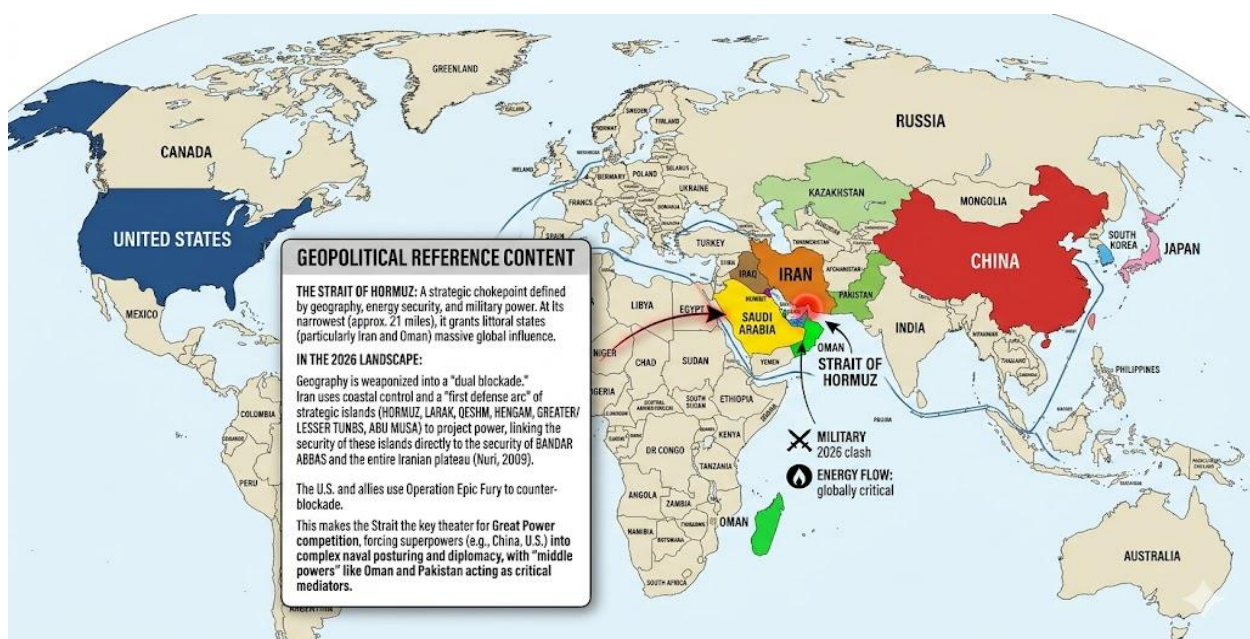 GREENLAND
CANADA
UNITED STATES
MEXICO
COLOMBIA
PERU
ARGENTINA
GEOPOLITICAL REFERENCE CONTENT
THE STRAIT OF HORMUZ: A strategic chokepoint defined
by geography, energy security, and military power. At its
narrowest (approx. 21 miles), it grants littoral states
(particularly Iran and Oman) massive global influence.
IN THE 2026 LANDSCAPE:
Geography is weaponized into a "dual blockade."
Iran uses coastal control and a "first defense arc" of
strategic islands (HORMUZ, LARAK, QESHM, HENGAM, GREATER/
LESSER TUNBS, ABU MUSA) to project power, linking the
security of these islands directly to the security of BANDAR
ABBAS and the entire Iranian plateau (Nuri, 2009).
The U.S. and allies use Operation Epic Fury to counter-
blockade.
This makes the Strait the key theater for Great Power
competition, forcing superpowers (e.g., China, U.S.) into
complex naval posturing and diplomacy, with "middle
powers" like Oman and Pakistan acting as critical
mediators.
SWEDEN
IRELAND
POLAND
UKRAINE
FRANCS
SPAIN
TURKEY
RUSSIA
KAZAKHSTAN
MONGOLIA
CHINA
SOUTH
KOREA
JAPAN
IRAQ
IRAN
KUWAIT
AFGHANISTAN
PAKISTAN
SAUDI
ARABIA
OMAN
YEMEN
STRAIT OF
HORMUZ
INDIA
PHILIPPINES
LIBYA
EGYPT
NIGER
CHAD
SUDAN
SOUTH
SUDAN
ETHIOPIA
KENYA
DR CONGO
TANZANIA
ANGOLA
ZAMBIA
NAMIBIA
SOUTH AFRICA
OMAN
MILITARY
2026 clash
ENERGY FLOW:
globally critical
AUSTRALIA